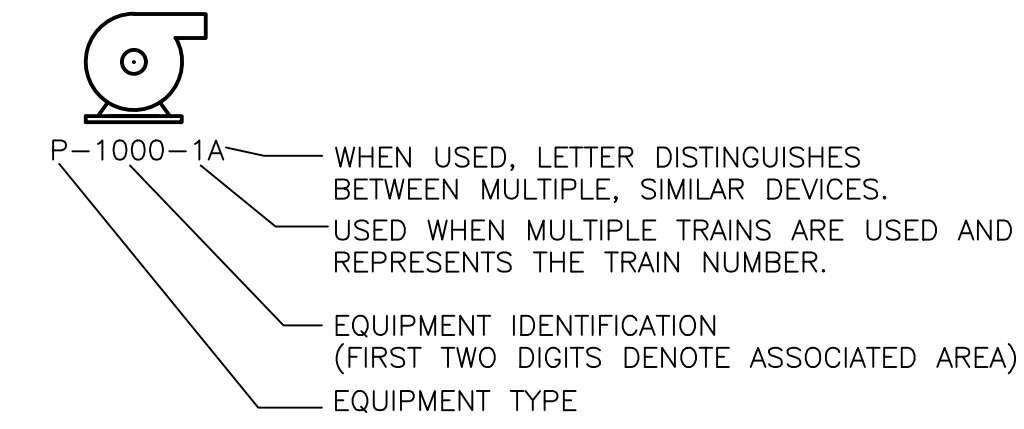 P-1000-1A
WHEN USED, LETTER DISTINGUISHES
BETWEEN MULTIPLE, SIMILAR DEVICES.
USED WHEN MULTIPLE TRAINS ARE USED AND
REPRESENTS THE TRAIN NUMBER.
EQUIPMENT IDENTIFICATION
(FIRST TWO DIGITS DENOTE ASSOCIATED AREA)
EQUIPMENT TYPE